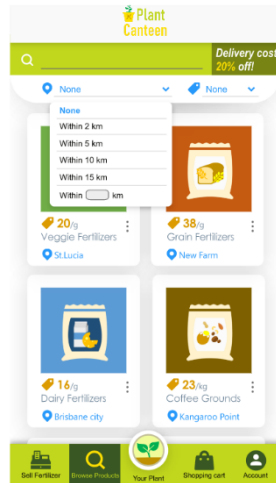 Plant
Canteen
Delivery cost
20% off!
None
None
None
Within 2 km
Within 5 km
Within 10 km
Within 15 km
Within km
20/g
Veggie Fertilizers
St.Lucia
38/g
Grain Fertilizers
New Farm
16/g
Dairy Fertilizers
Brisbane city
23/kg
Coffee Grounds
Kangaroo Point
Sell Fertilizer
Browse Products
Your Plant
Shopping cart
Account